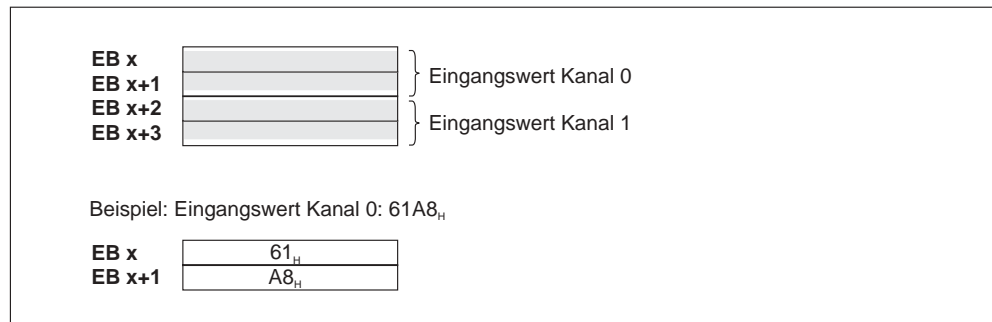 EB x
EB x+1
Eingangswert Kanal 0
EB x+2
EB x+3
Eingangswert Kanal 1
Beispiel: Eingangswert Kanal 0: 61A8H
EB x 61H
EB x+1 A8H